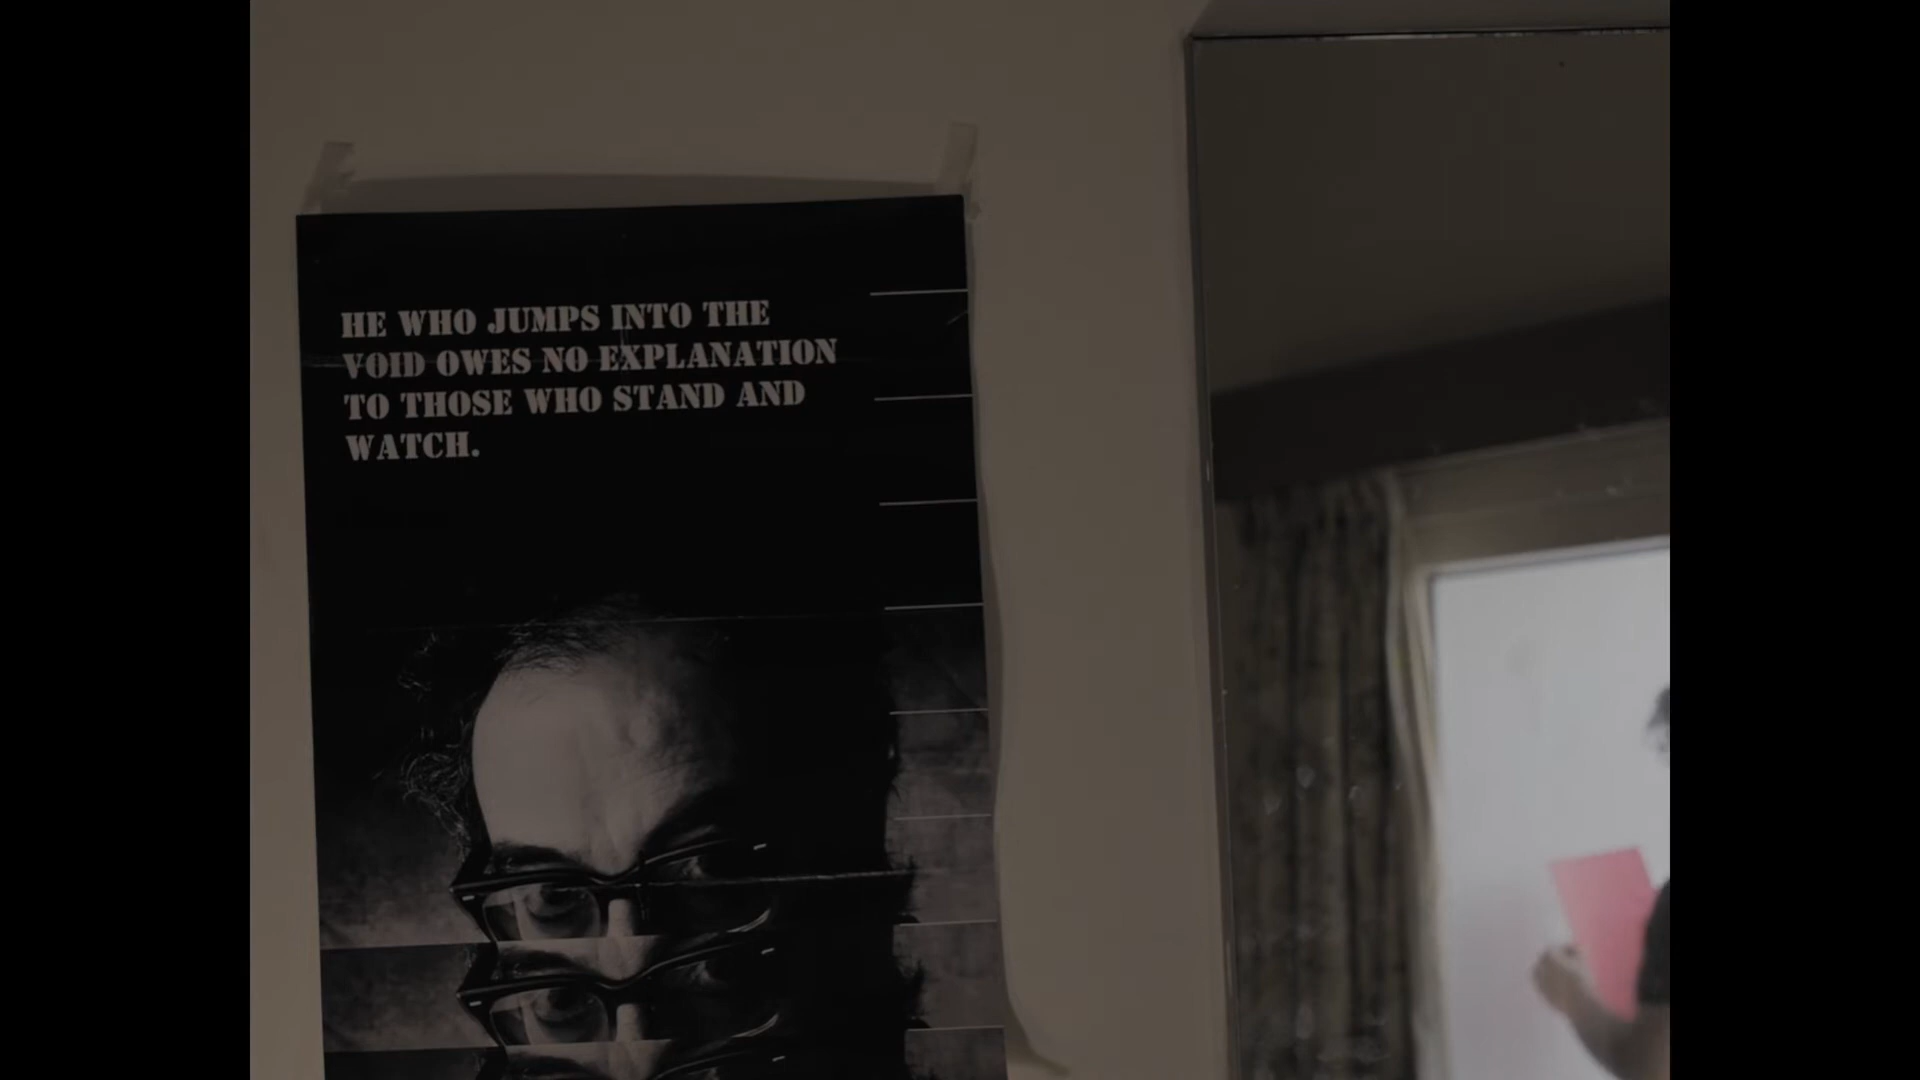 HE WHO JUMPS INTO THE
VOID OWES NO EXPLANATION
TO THOSE WHO STAND AND
WATCH.